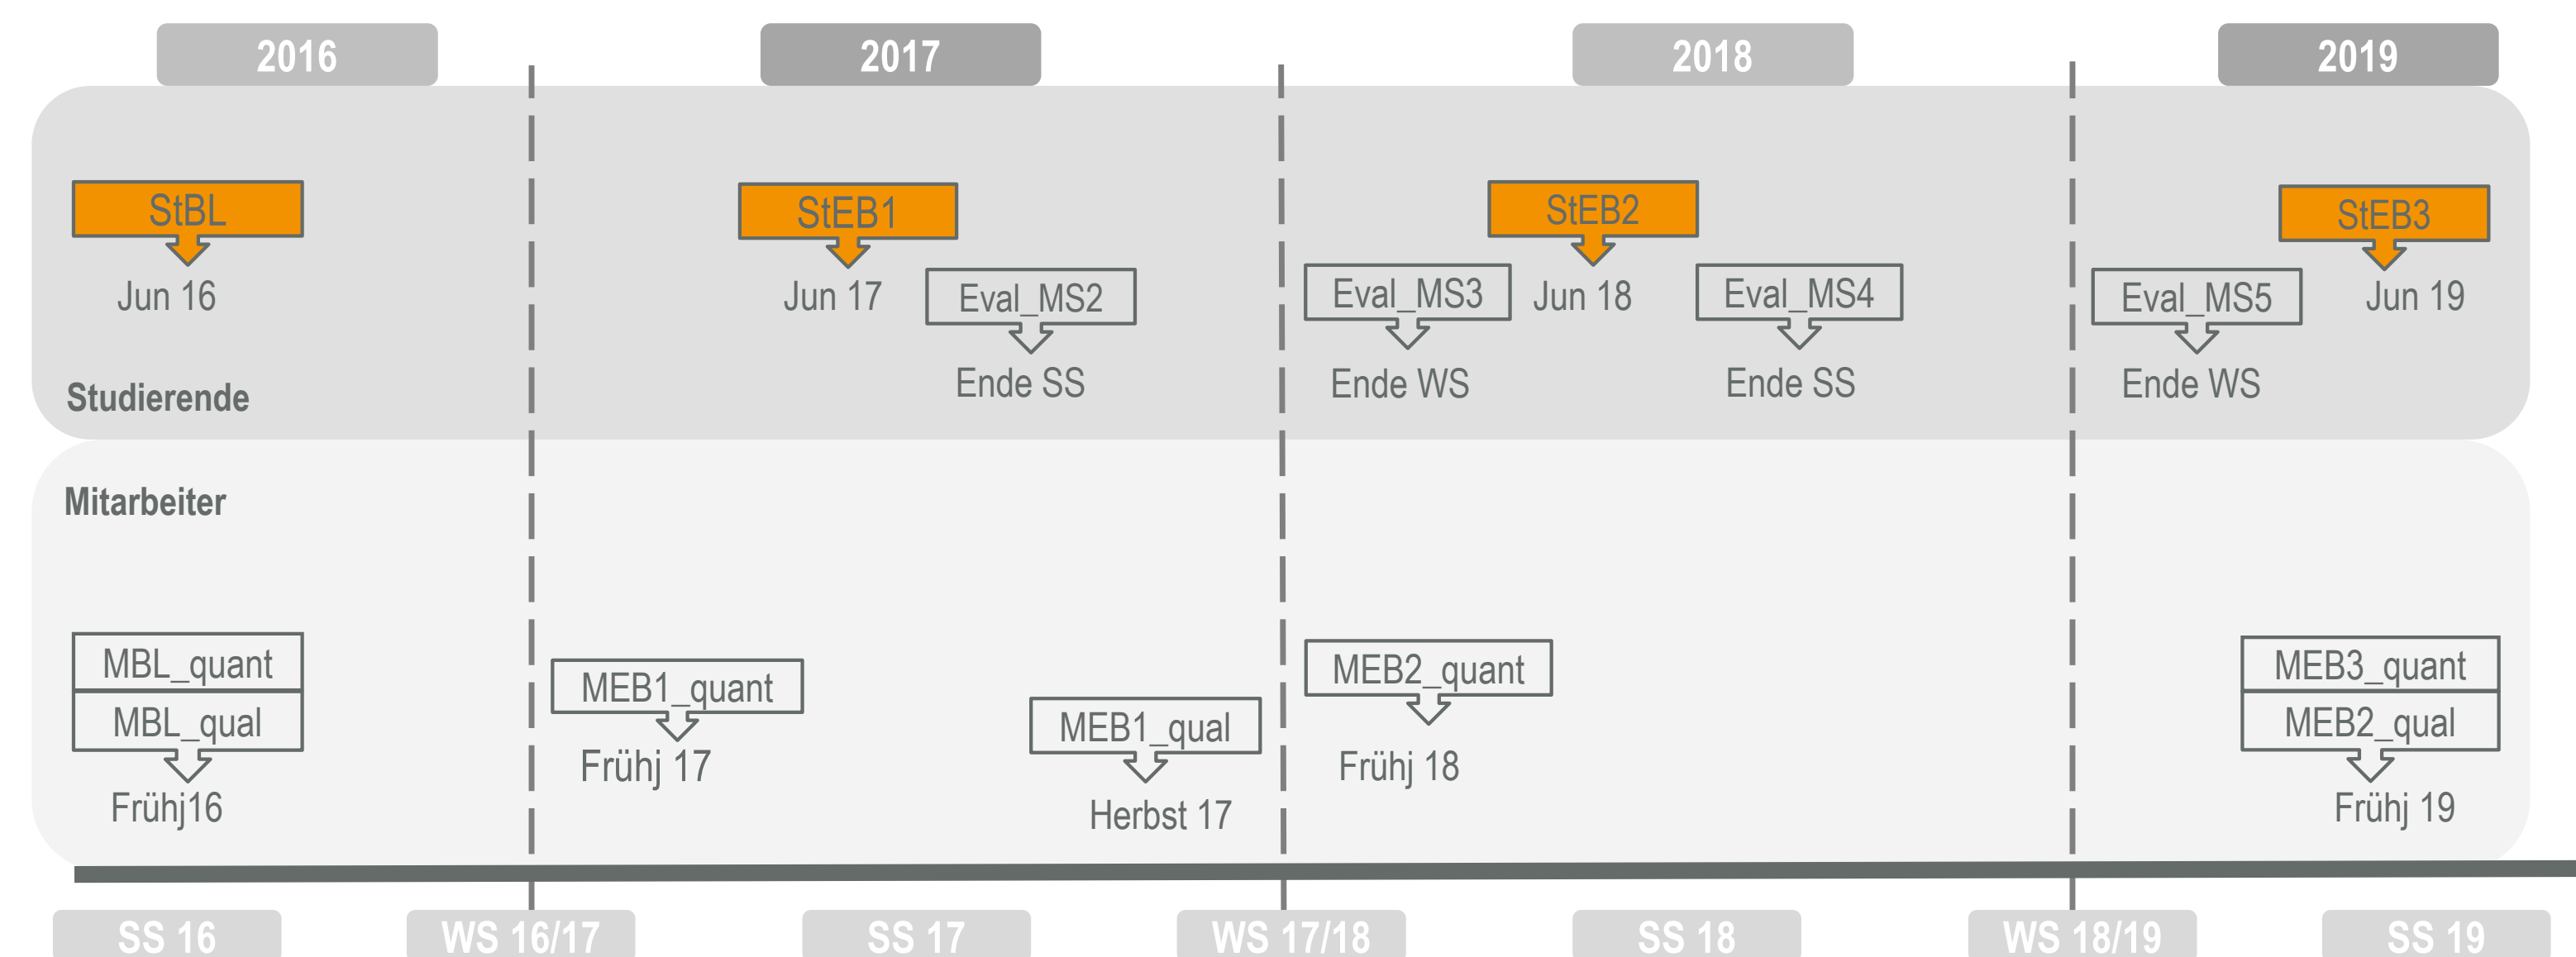 2016
2017
2018
2019
StBL
StEB1
StEB2
StEB3
Jun 16
Jun 17
Eval_MS2
Eval_MS3
Jun 18
Eval_MS4
Eval_MS5
Jun 19
Ende SS
Ende WS
Ende SS
Ende WS
Studierende
Mitarbeiter
MBL_quant
MBL_qual
Frühj16
MEB1_quant
Frühj 17
MEB1_qual
Herbst 17
MEB2_quant
Frühj 18
MEB3_quant
MEB2_qual
Frühj 19
SS 16
WS 16/17
SS 17
WS 17/18
SS 18
WS 18/19
SS 19